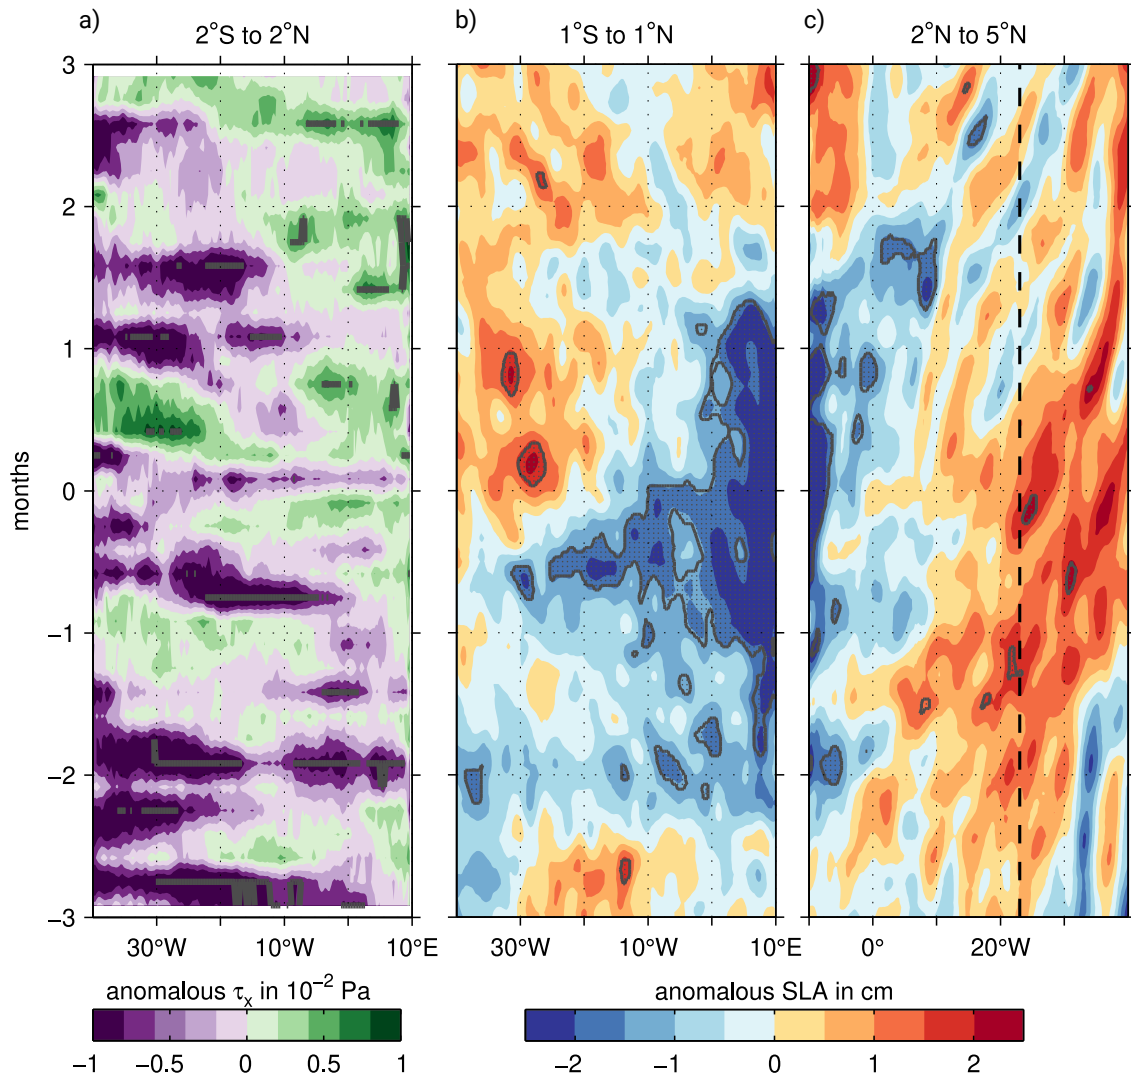 a) b) c)
2°S to 2°N 1°S to 1°N 2°N to 5°N
3
2
1
0
−1
−2
−3
months
30°W 10°W 10°E 30°W 10°W 10°E 0° 20°W
anomalous τx in 10−2 Pa
−1 −0.5 0 0.5 1
anomalous SLA in cm
−2 −1 0 1 2